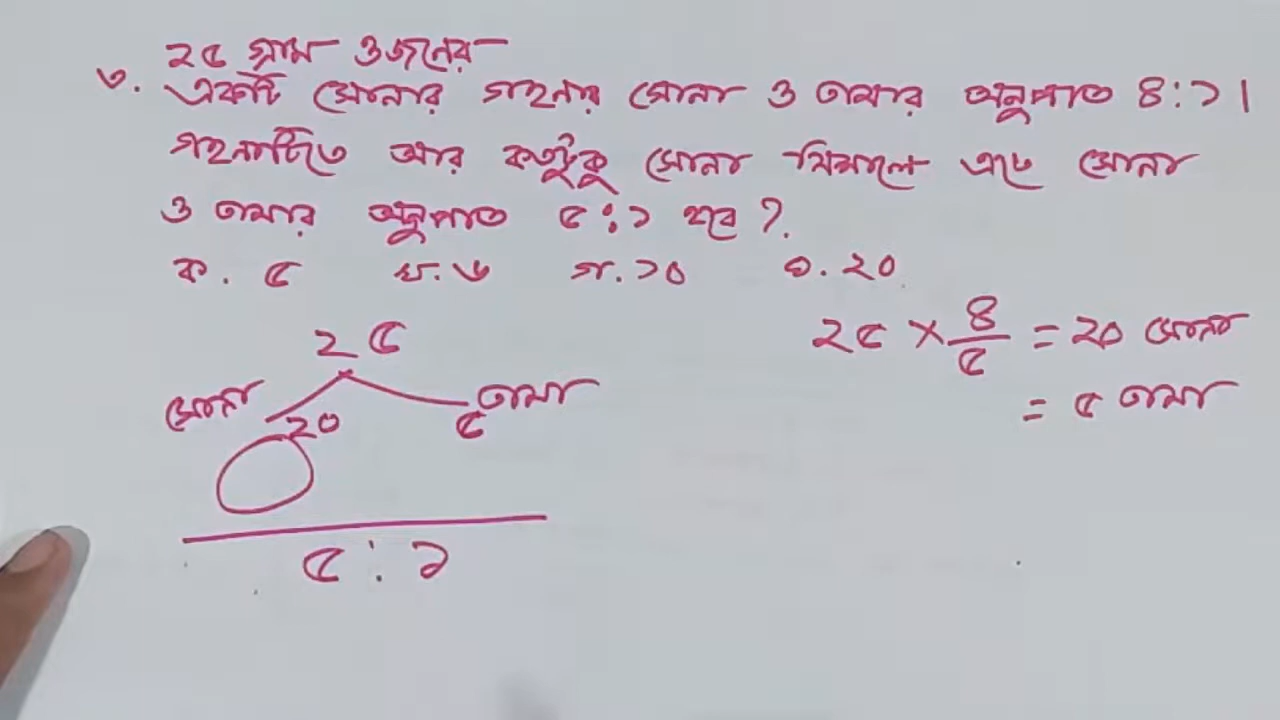 ২৫ গ্রাম ওজনের
৩. একটি সোনার গহনার সোনা ও তামার অনুপাত ৪:১।
গহনাটিতে আর কতটুকু সোনা মিশালে এতে সোনা
ও তামার অনুপাত ৫:১ হবে?
ক. ৫ খ. ৬ গ. ১০ ঘ. ২০
২৫ × ৪/৫ = ২০ সোনা
= ৫ তামা
২৫
সোনা ২০ ৫ তামা
৫ : ১